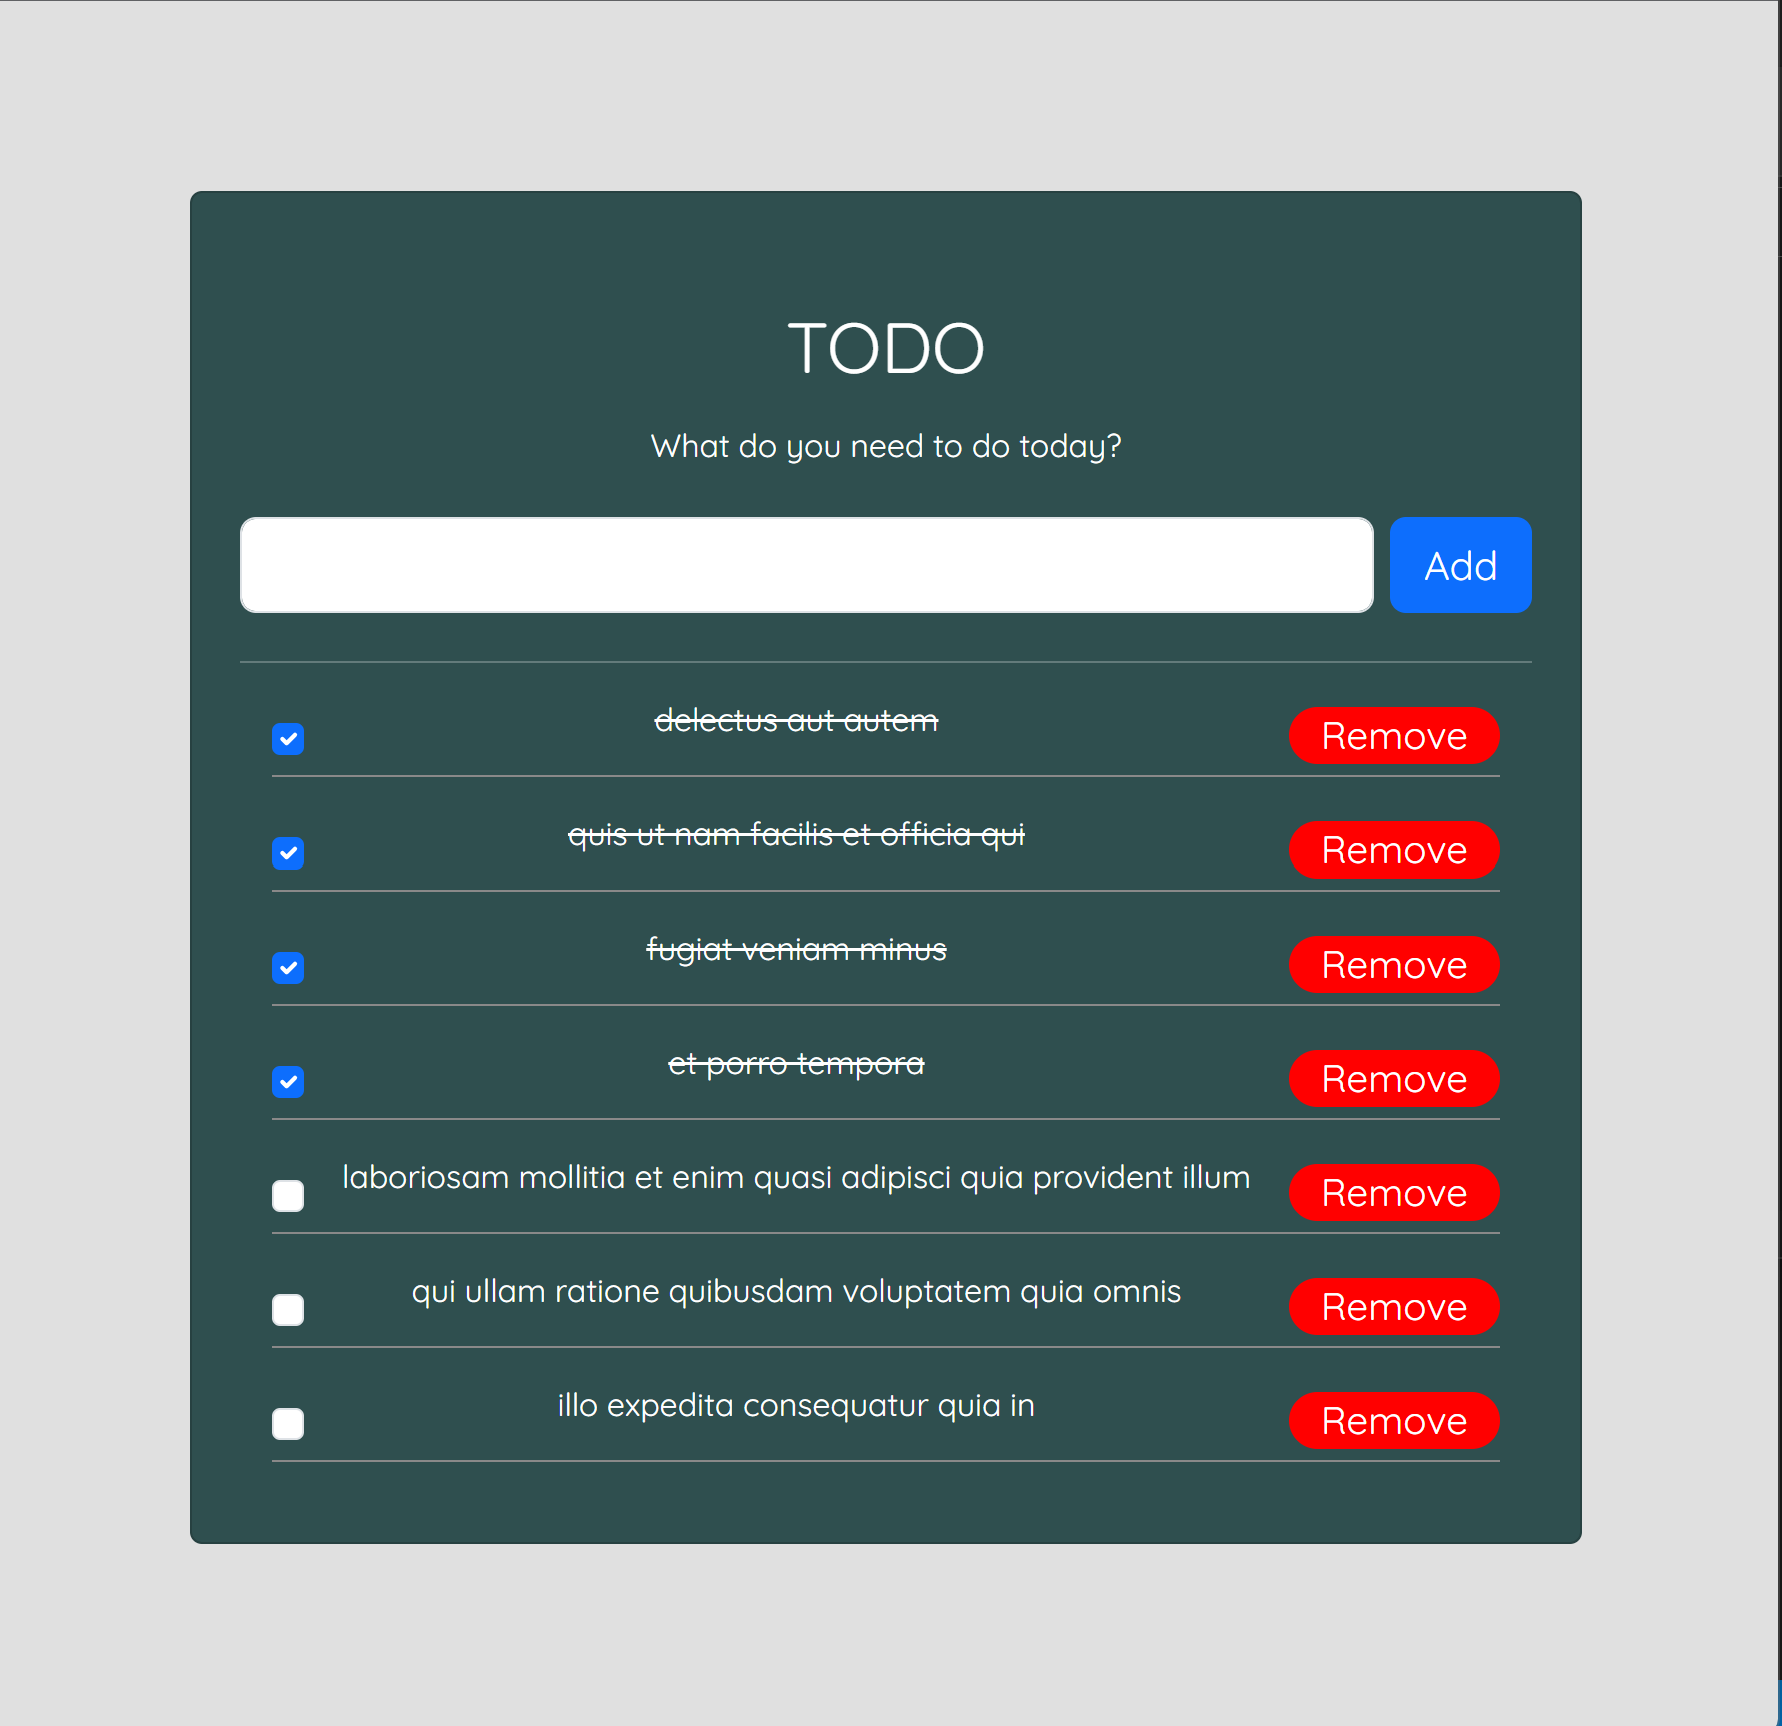 TODO
What do you need to do today?
Add
delectus aut autem
Remove
quis ut nam facilis et officia qui
Remove
fugiat veniam minus
Remove
et porro tempora
Remove
laboriosam mollitia et enim quasi adipisci quia provident illum
Remove
qui ullam ratione quibusdam voluptatem quia omnis
Remove
illo expedita consequatur quia in
Remove